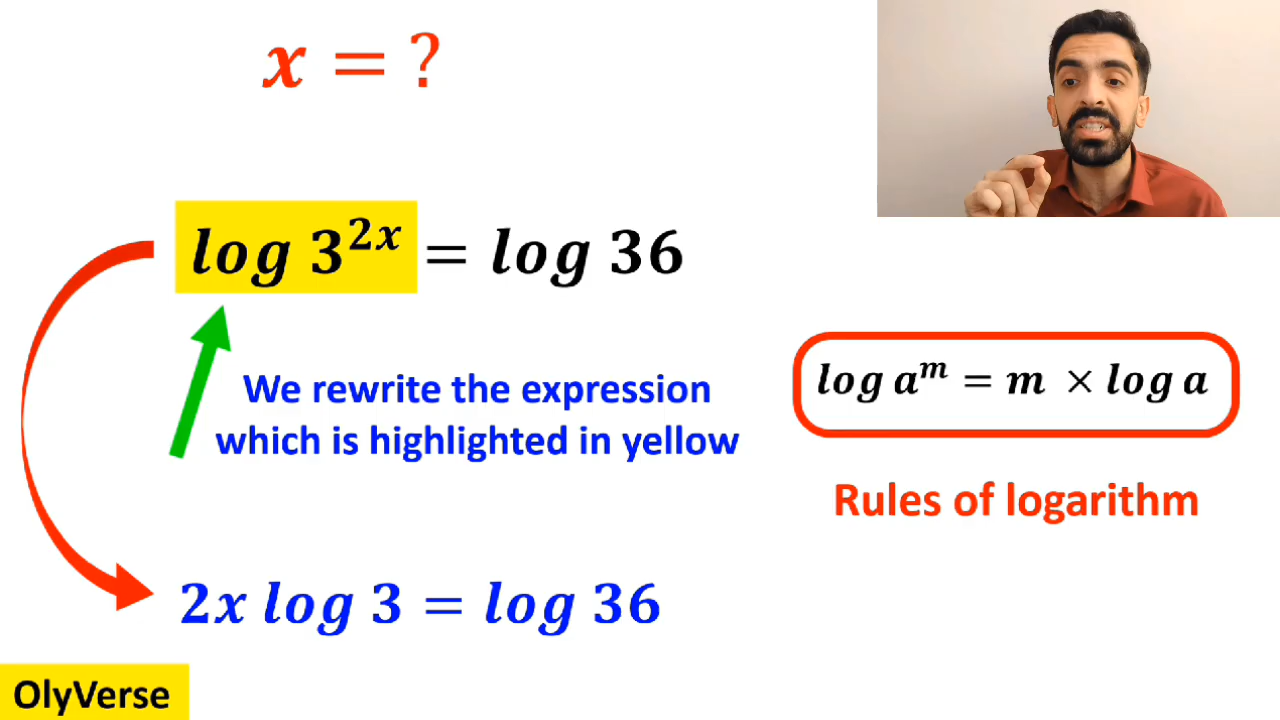 x = ?
log 3^{2x} = log 36
We rewrite the expression
which is highlighted in yellow
log a^m = m × log a
Rules of logarithm
2x log 3 = log 36
OlyVerse